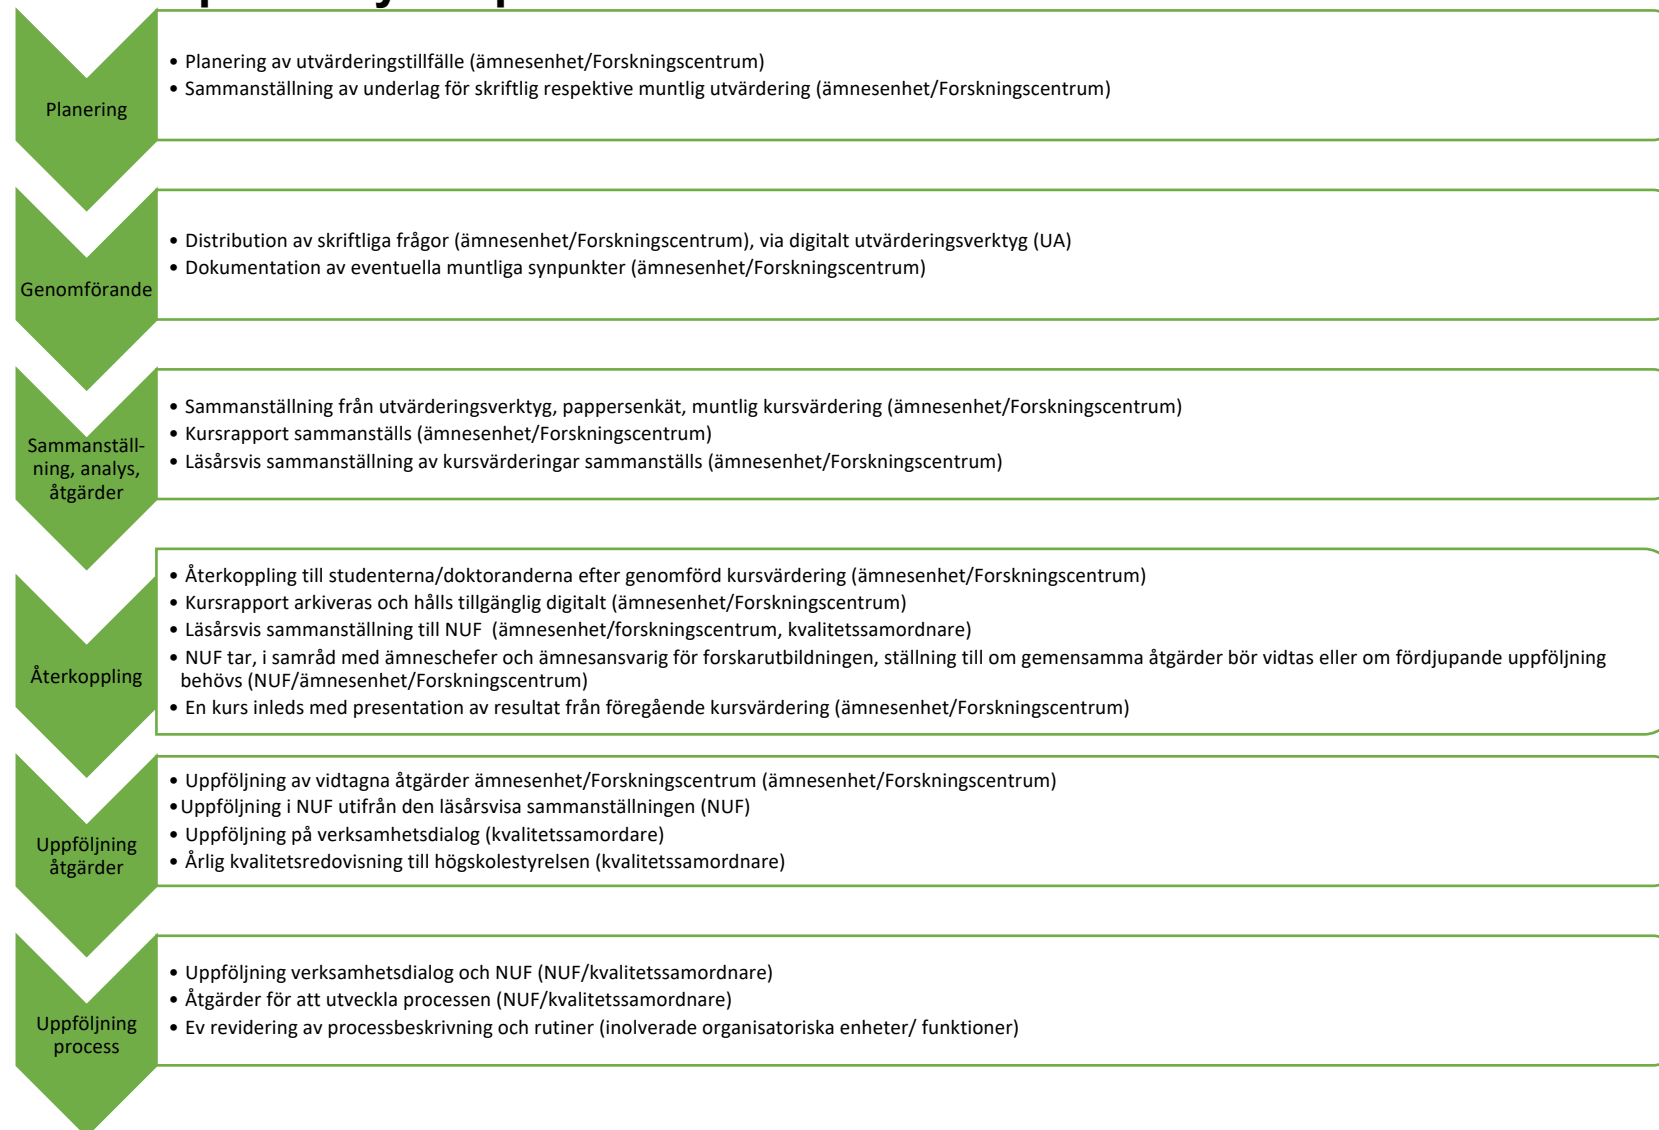 Planering
• Planering av utvärderingstillfälle (ämnesenhet/Forskningscentrum)
• Sammanställning av underlag för skriftlig respektive muntlig utvärdering (ämnesenhet/Forskningscentrum)
Genomförande
• Distribution av skriftliga frågor (ämnesenhet/Forskningscentrum), via digitalt utvärderingsverktyg (UA)
• Dokumentation av eventuella muntliga synpunkter (ämnesenhet/Forskningscentrum)
Sammanställ-
ning, analys,
åtgärder
• Sammanställning från utvärderingsverktyg, pappersenkät, muntlig kursvärdering (ämnesenhet/Forskningscentrum)
• Kursrapport sammanställs (ämnesenhet/Forskningscentrum)
• Läsårsvis sammanställning av kursvärderingar sammanställs (ämnesenhet/Forskningscentrum)
Återkoppling
• Återkoppling till studenterna/doktoranderna efter genomförd kursvärdering (ämnesenhet/Forskningscentrum)
• Kursrapport arkiveras och hålls tillgänglig digitalt (ämnesenhet/Forskningscentrum)
• Läsårsvis sammanställning till NUF (ämnesenhet/forskningscentrum, kvalitetssamordnare)
• NUF tar, i samråd med ämneschefer och ämnesansvarig för forskarutbildningen, ställning till om gemensamma åtgärder bör vidtas eller om fördjupande uppföljning
behövs (NUF/ämnesenhet/Forskningscentrum)
• En kurs inleds med presentation av resultat från föregående kursvärdering (ämnesenhet/Forskningscentrum)
Uppföljning
åtgärder
• Uppföljning av vidtagna åtgärder ämnesenhet/Forskningscentrum (ämnesenhet/Forskningscentrum)
•Uppföljning i NUF utifrån den läsårsvisa sammanställningen (NUF)
• Uppföljning på verksamhetsdialog (kvalitetssamordare)
• Årlig kvalitetsredovisning till högskolestyrelsen (kvalitetssamordnare)
Uppföljning
process
• Uppföljning verksamhetsdialog och NUF (NUF/kvalitetssamordnare)
• Åtgärder för att utveckla processen (NUF/kvalitetssamordnare)
• Ev revidering av processbeskrivning och rutiner (inolverade organisatoriska enheter/ funktioner)